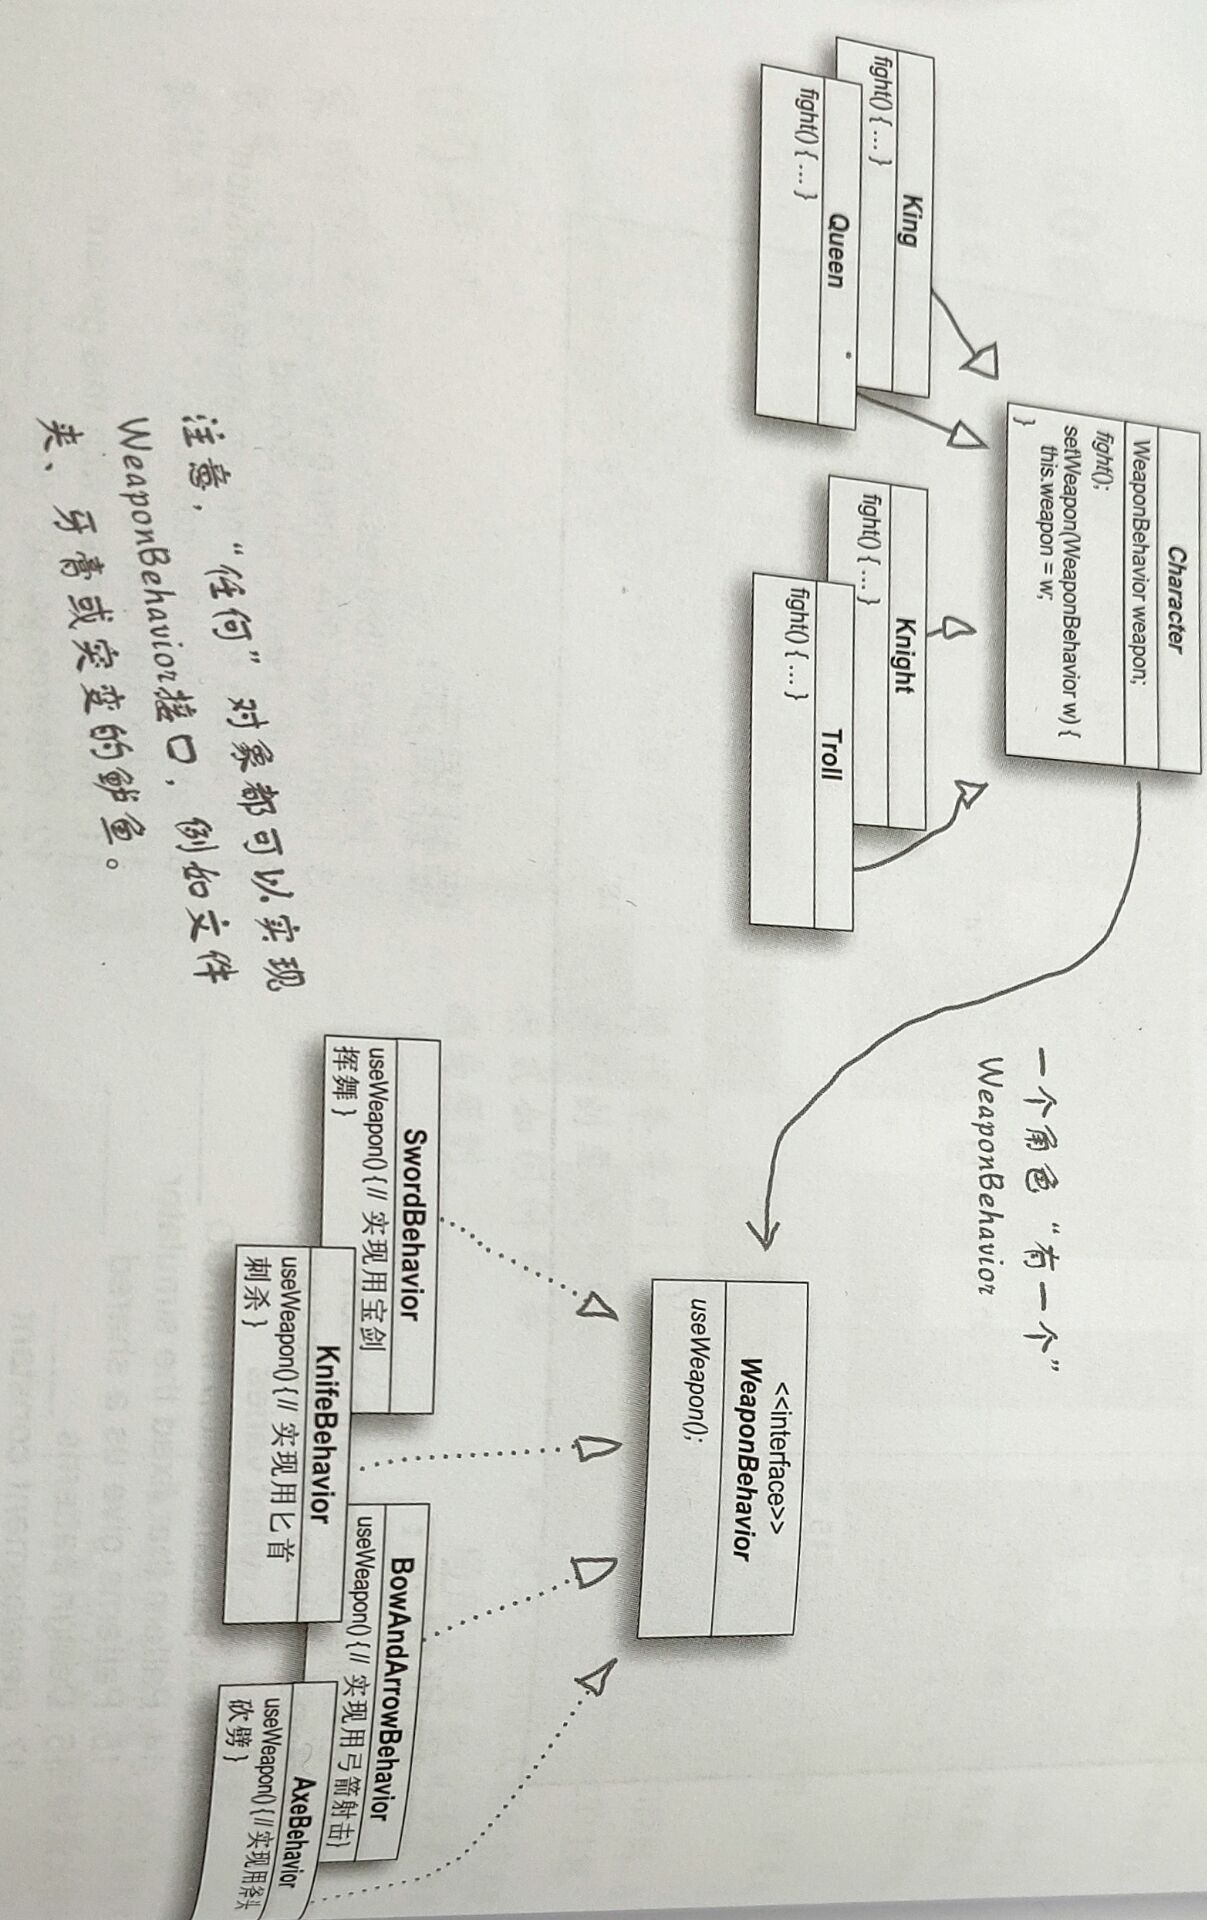 Character
WeaponBehavior weapon;
fight();
setWeapon(WeaponBehavior w) {
this.weapon = w;
}
一个角色“有一个”
WeaponBehavior
King
fight() { ... }
Queen
fight() { ... }
Knight
fight() { ... }
Troll
fight() { ... }
<<interface>>
WeaponBehavior
useWeapon();
SwordBehavior
useWeapon() { // 实现用宝剑
挥舞 }
KnifeBehavior
useWeapon() { // 实现用匕首
刺杀 }
BowAndArrowBehavior
useWeapon() { // 实现用弓箭射击}
AxeBehavior
useWeapon() { // 实现用斧头
砍劈 }
注意，“任何”对象都可以实现
WeaponBehavior接口，例如文件
夹、牙膏或突变的鲈鱼。